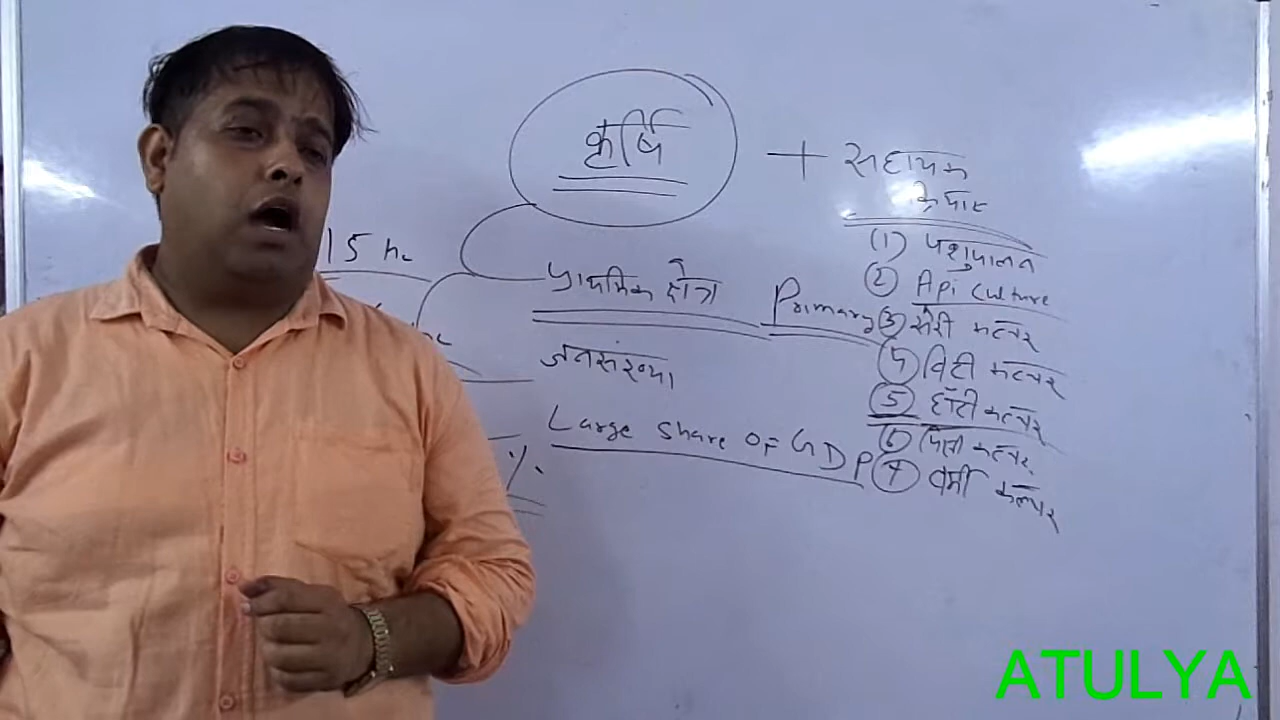 कृर्षि
+ सहायक
15 hc
प्राथमिक क्षेत्र Primary
जनसंख्या
Large Share OF GDP
%
(1) पशुपालन
(2) Api Culture
(3) सेरी कल्चर
(4) विटी कल्चर
(5) हॉर्टी कल्चर
(6) पिसी कल्चर
(7) वर्मी कल्चर
ATULYA